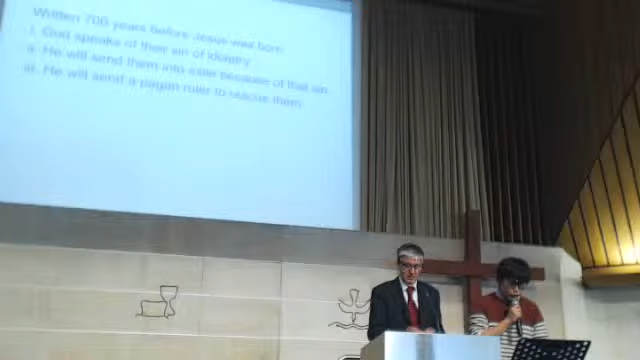 Written 700 years before Jesus was born
i. God speaks of their sin of idolatry
ii. He will send them into exile because of that sin
iii. He will send a pagan ruler to rescue them